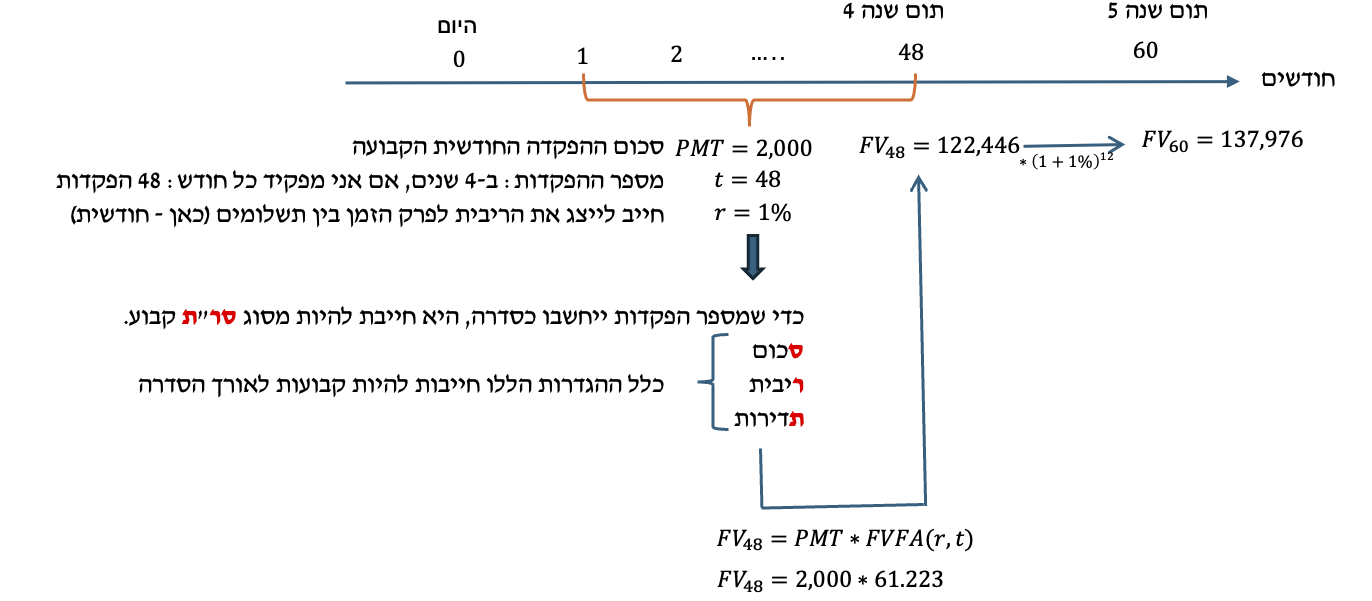 היום
תום שנה 4
תום שנה 5
0 1 2 ..... 48 60
חודשים
סכום ההפקדה החודשית הקבועה PMT = 2,000
FV₄₈ = 122,446
* (1 + 1%)¹²
FV₆₀ = 137,976
מספר ההפקדות: ב-4 שנים, אם אני מפקיד כל חודש: 48 הפקדות t = 48
חייב לייצג את הריבית לפרק הזמן בין תשלומים (כאן - חודשית) r = 1%
כדי שמספר הפקדות ייחשבו כסדרה, היא חייבת להיות מסוג סר״ת קבוע.
סכום
ריבית
כלל ההגדרות הללו חייבות להיות קבועות לאורך הסדרה
תדירות
FV₄₈ = PMT * FVFA(r, t)
FV₄₈ = 2,000 * 61.223